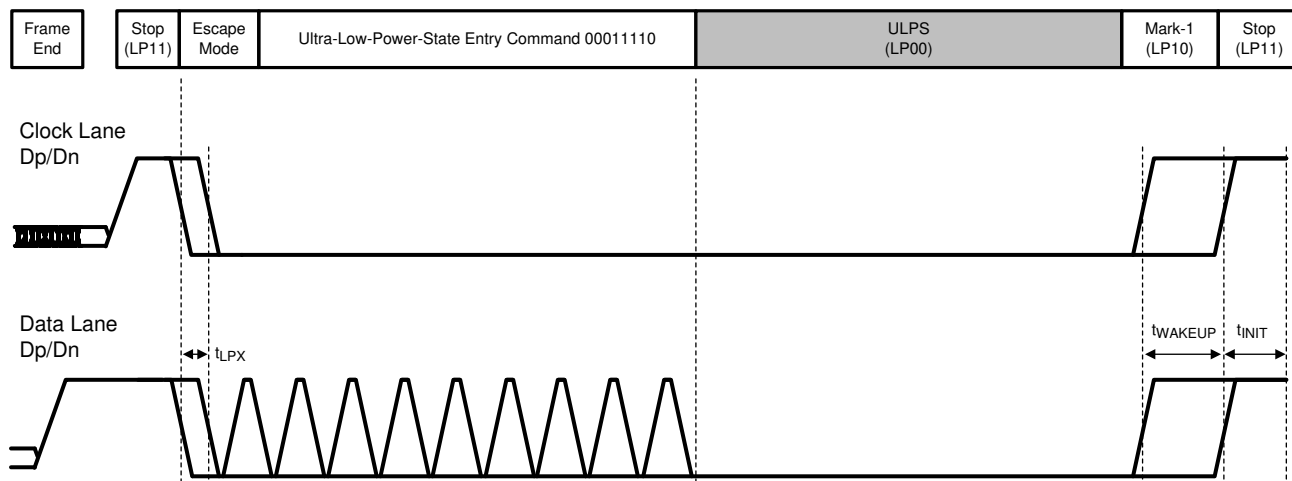 Frame
End
Stop
(LP11)
Escape
Mode
Ultra-Low-Power-State Entry Command 00011110
ULPS
(LP00)
Mark-1
(LP10)
Stop
(LP11)
Clock Lane
Dp/Dn
Data Lane
Dp/Dn
tLPX
tWAKEUP
tINIT